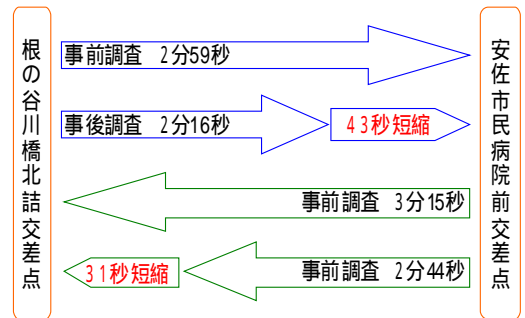 根の谷川橋北詰交差点
事前調査 2分59秒
事後調査 2分16秒
43秒短縮
事前調査 3分15秒
31秒短縮
事前調査 2分44秒
安佐市民病院前交差点